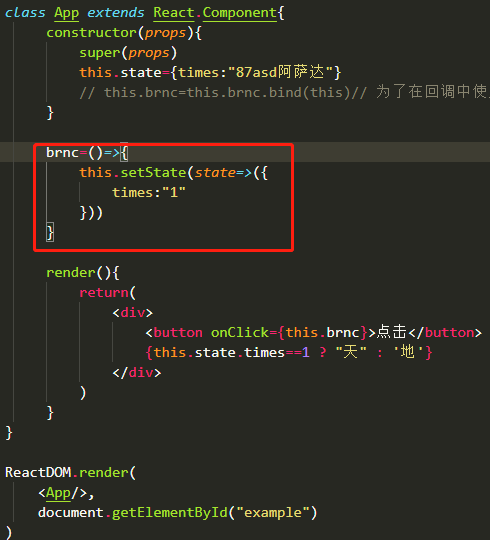 class App extends React.Component{
constructor(props){
super(props)
this.state={times:"87asd阿萨达"}
// this.brnc=this.brnc.bind(this)// 为了在回调中使
}
brnc=()=>{
this.setState(state=>({
times:"1"
}))
}
render(){
return(
<div>
<button onClick={this.brnc}>点击</button>
{this.state.times==1 ? "天" : '地'}
</div>
)
}
}
ReactDOM.render(
<App/>,
document.getElementById("example")
)